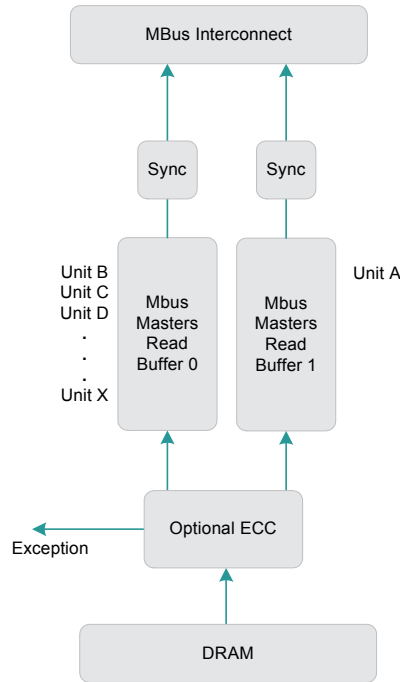 MBus Interconnect
Sync
Sync
Unit B
Unit C
Unit D
.
.
.
Unit X
Mbus
Masters
Read
Buffer 0
Mbus
Masters
Read
Buffer 1
Unit A
Optional ECC
Exception
DRAM